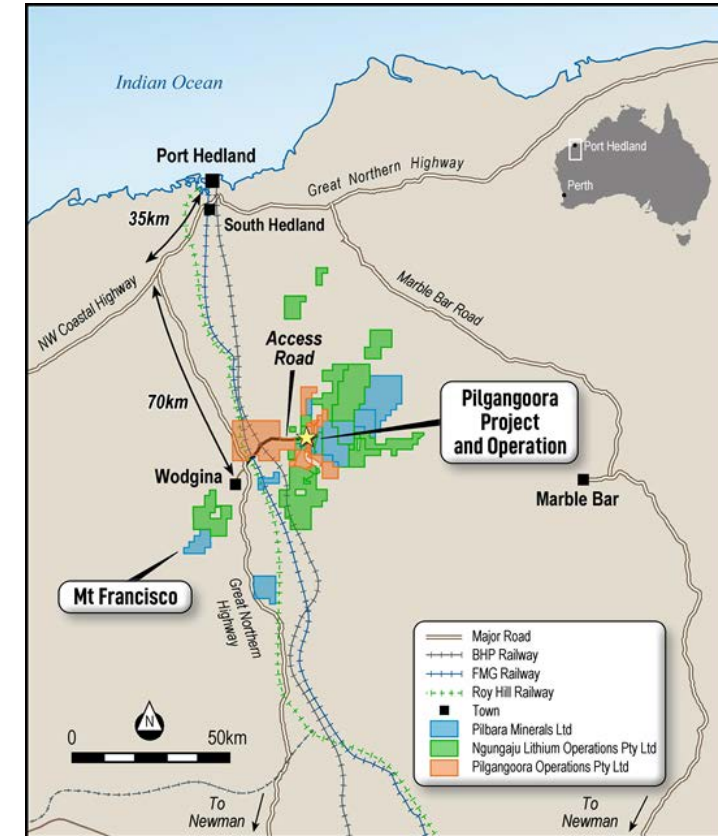 Indian Ocean
Port Hedland
Great Northern Highway
Port Hedland
Perth
35km
South Hedland
NW Coastal Highway
Marble Bar Road
Access
Road
70km
Pilgangoora
Project
and Operation
Wodgina
Marble Bar
Mt Francisco
Great Northern
Highway
Major Road
BHP Railway
FMG Railway
Roy Hill Railway
Town
Pilbara Minerals Ltd
Ngungaju Lithium Operations Pty Ltd
Pilgangoora Operations Pty Ltd
N
0 50km
To
Newman
To
Newman